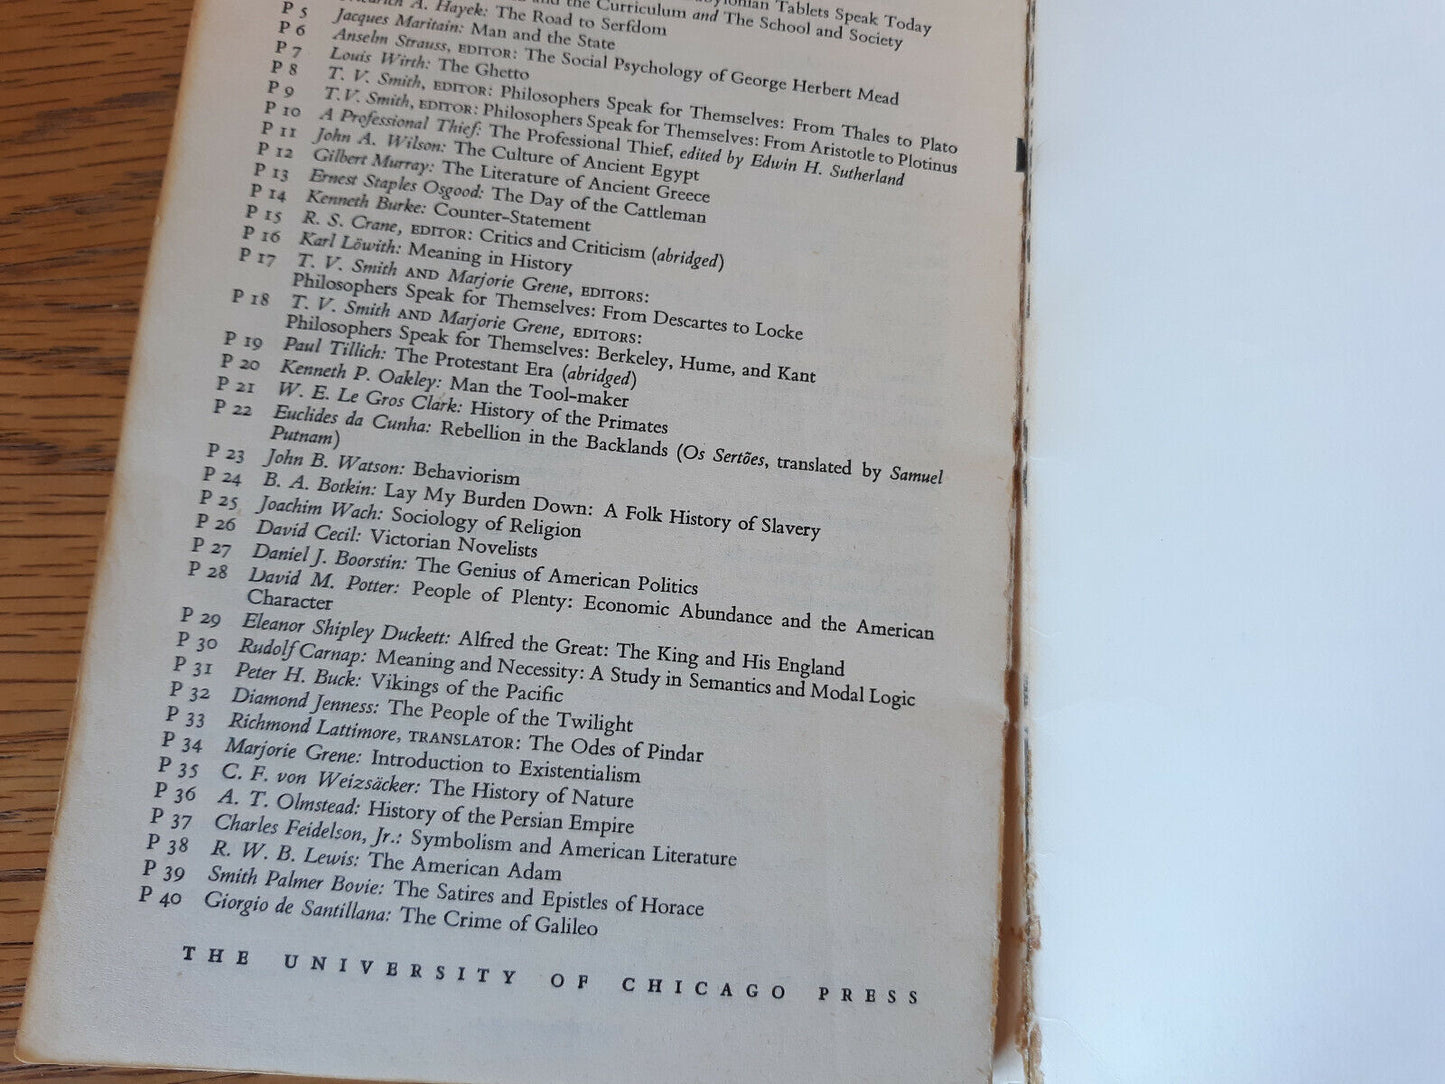 Tablets Speak Today
and the Curriculum and The School and Society
A. Hayek: The Road to Serfdom
P 5 Jacques Maritain: Man and the State
P 6 Anselm Strauss, EDITOR: The Social Psychology of George Herbert Mead
P 7 Louis Wirth: The Ghetto
P 8 T. V. Smith, EDITOR: Philosophers Speak for Themselves: From Thales to Plato
P 9 T. V. Smith, EDITOR: Philosophers Speak for Themselves: From Aristotle to Plotinus
P 10 A Professional Thief: The Professional Thief, edited by Edwin H. Sutherland
P 11 John A. Wilson: The Culture of Ancient Egypt
P 12 Gilbert Murray: The Literature of Ancient Greece
P 13 Ernest Staples Osgood: The Day of the Cattleman
P 14 Kenneth Burke: Counter-Statement
P 15 R. S. Crane, EDITOR: Critics and Criticism (abridged)
P 16 Karl Löwith: Meaning in History
P 17 T. V. Smith AND Marjorie Grene, EDITORS:
Philosophers Speak for Themselves: From Descartes to Locke
P 18 T. V. Smith AND Marjorie Grene, EDITORS:
Philosophers Speak for Themselves: Berkeley, Hume, and Kant
P 19 Paul Tillich: The Protestant Era (abridged)
P 20 Kenneth P. Oakley: Man the Tool-maker
P 21 W. E. Le Gros Clark: History of the Primates
P 22 Euclides da Cunha: Rebellion in the Backlands (Os Sertões, translated by Samuel
Putnam)
P 23 John B. Watson: Behaviorism
P 24 B. A. Botkin: Lay My Burden Down: A Folk History of Slavery
P 25 Joachim Wach: Sociology of Religion
P 26 David Cecil: Victorian Novelists
P 27 Daniel J. Boorstin: The Genius of American Politics
P 28 David M. Potter: People of Plenty: Economic Abundance and the American
Character
P 29 Eleanor Shipley Duckett: Alfred the Great: The King and His England
P 30 Rudolf Carnap: Meaning and Necessity: A Study in Semantics and Modal Logic
P 31 Peter H. Buck: Vikings of the Pacific
P 32 Diamond Jenness: The People of the Twilight
P 33 Richmond Lattimore, TRANSLATOR: The Odes of Pindar
P 34 Marjorie Grene: Introduction to Existentialism
P 35 C. F. von Weizsäcker: The History of Nature
P 36 A. T. Olmstead: History of the Persian Empire
P 37 Charles Feidelson, Jr.: Symbolism and American Literature
P 38 R. W. B. Lewis: The American Adam
P 39 Smith Palmer Bovie: The Satires and Epistles of Horace
P 40 Giorgio de Santillana: The Crime of Galileo
THE UNIVERSITY OF CHICAGO PRESS